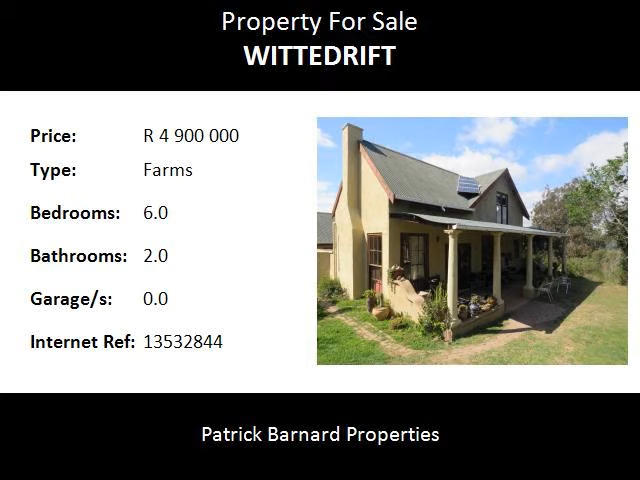 Property For Sale
WITTEDRIFT
Price: R 4 900 000
Type: Farms
Bedrooms: 6.0
Bathrooms: 2.0
Garage/s: 0.0
Internet Ref: 13532844
Patrick Barnard Properties